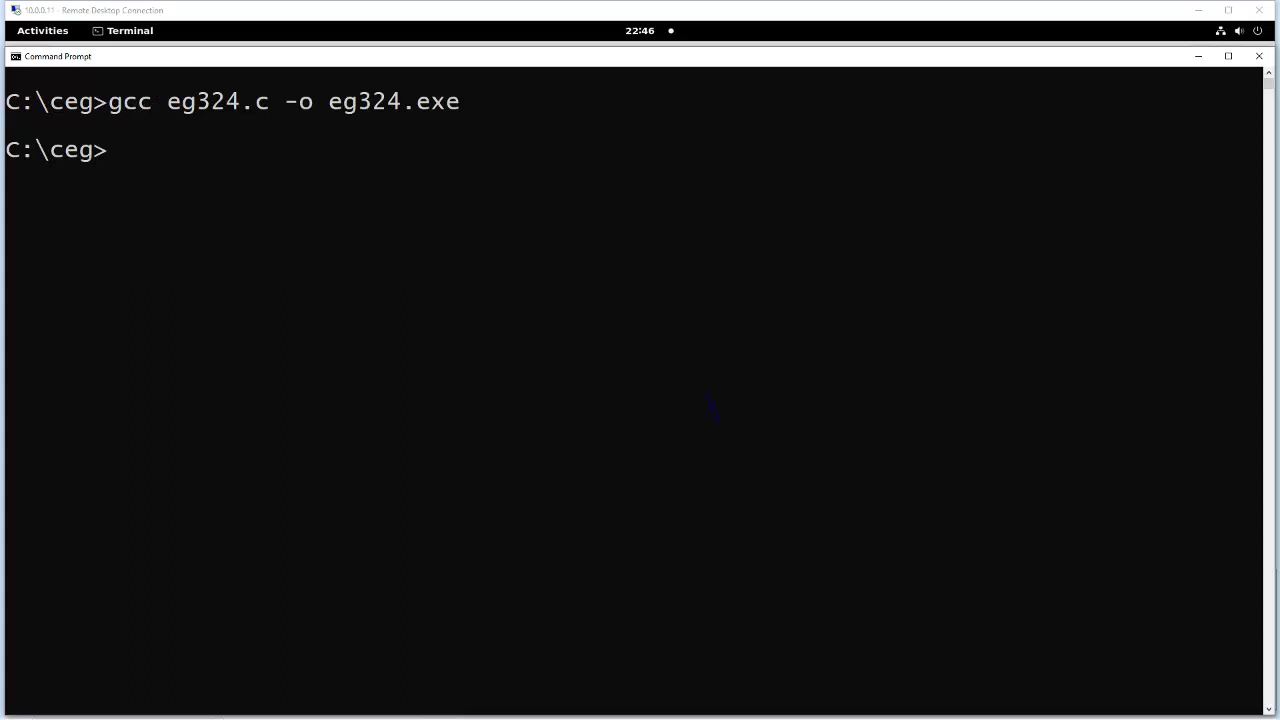 10.0.0.11 - Remote Desktop Connection
Activities Terminal 22:46
Command Prompt
C:\ceg>gcc eg324.c -o eg324.exe
C:\ceg>